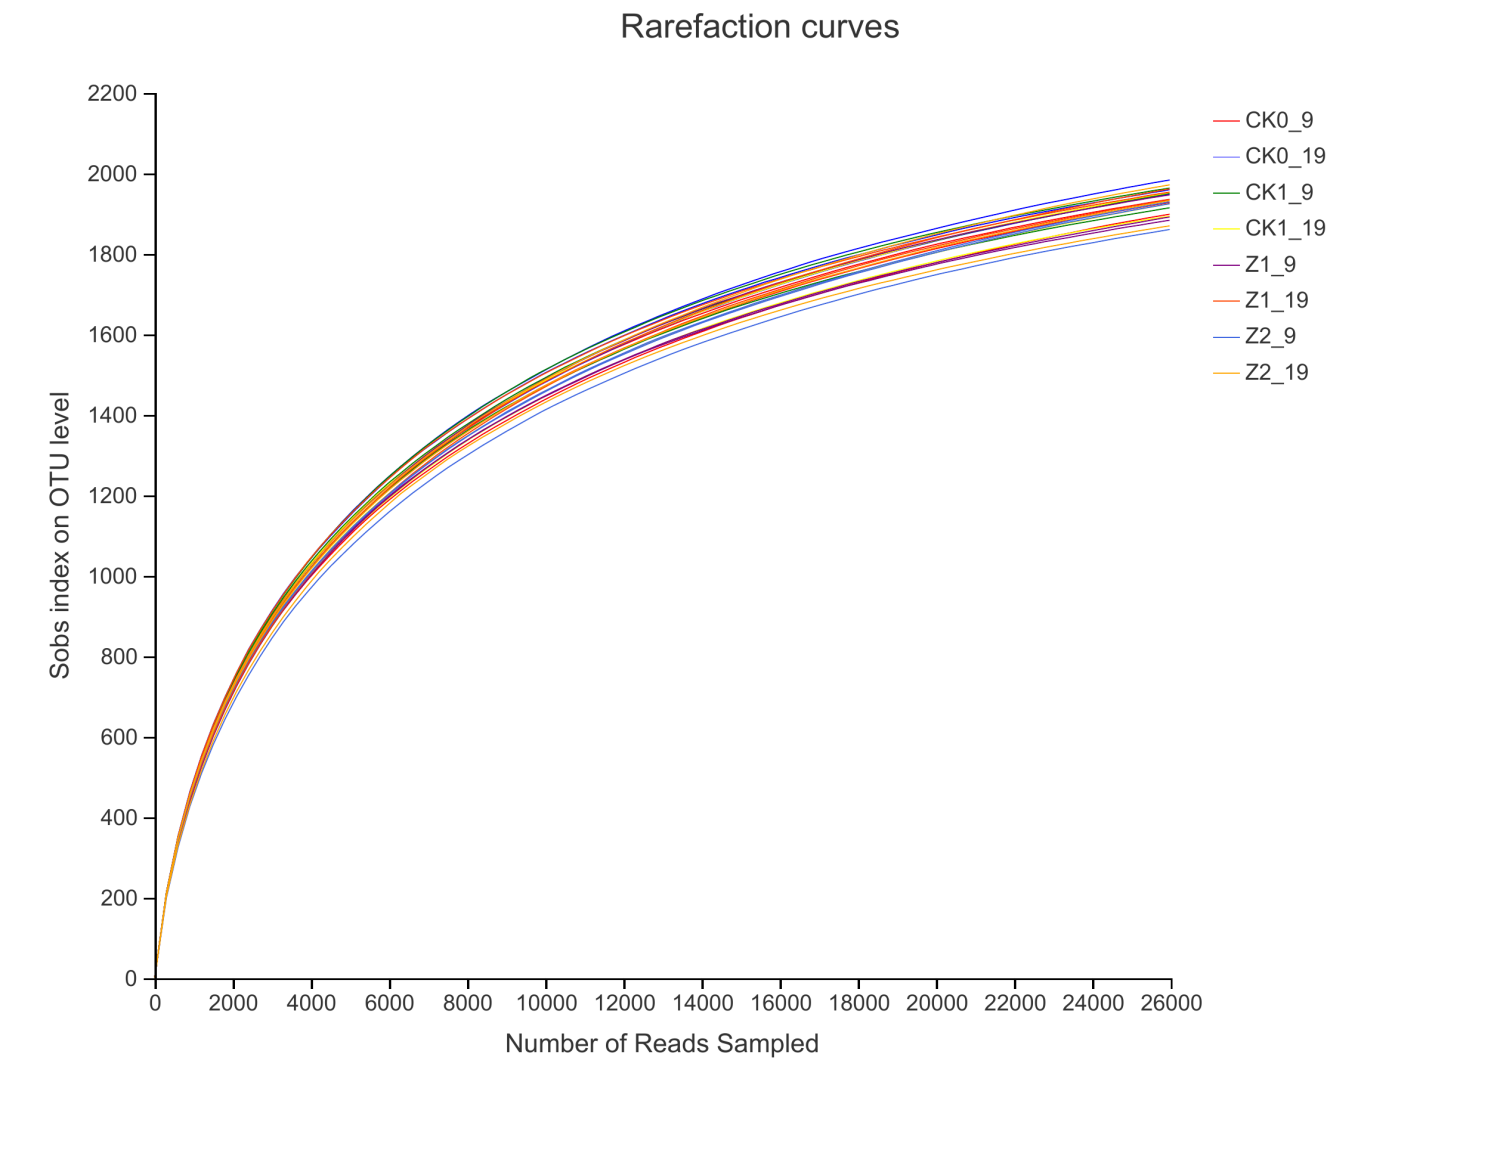 Rarefaction curves
2200
2000
1800
1600
1400
1200
1000
800
600
400
200
0
Sobs index on OTU level
0 2000 4000 6000 8000 10000 12000 14000 16000 18000 20000 22000 24000 26000
Number of Reads Sampled
CK0_9
CK0_19
CK1_9
CK1_19
Z1_9
Z1_19
Z2_9
Z2_19